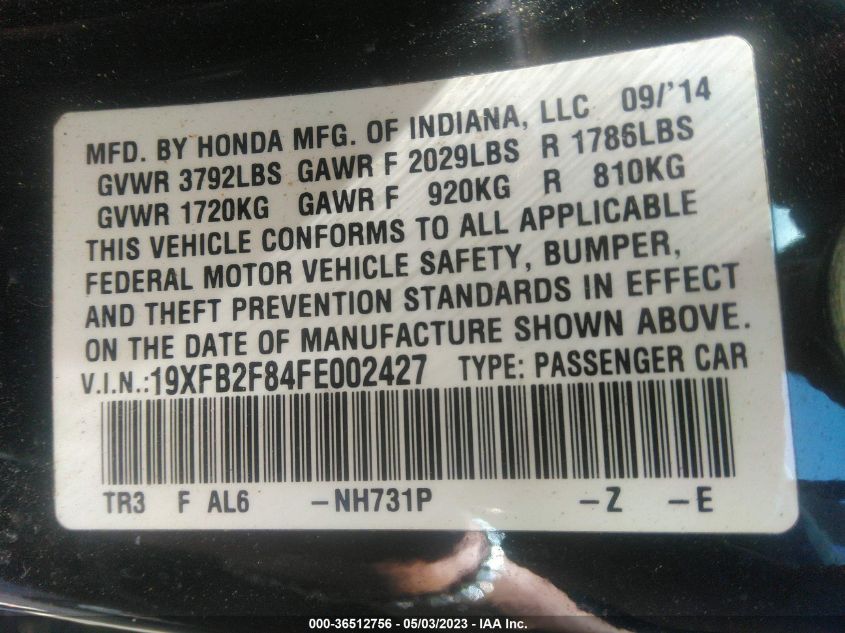 MFD. BY HONDA MFG. OF INDIANA, LLC 09/'14
GVWR 3792LBS GAWR F 2029LBS R 1786LBS
GVWR 1720KG GAWR F 920KG R 810KG
THIS VEHICLE CONFORMS TO ALL APPLICABLE
FEDERAL MOTOR VEHICLE SAFETY, BUMPER,
AND THEFT PREVENTION STANDARDS IN EFFECT
ON THE DATE OF MANUFACTURE SHOWN ABOVE.
V.I.N.:19XFB2F84FE002427 TYPE: PASSENGER CAR
TR3 F AL6 –NH731P –Z –E
000-36512756 - 05/03/2023 - IAA Inc.